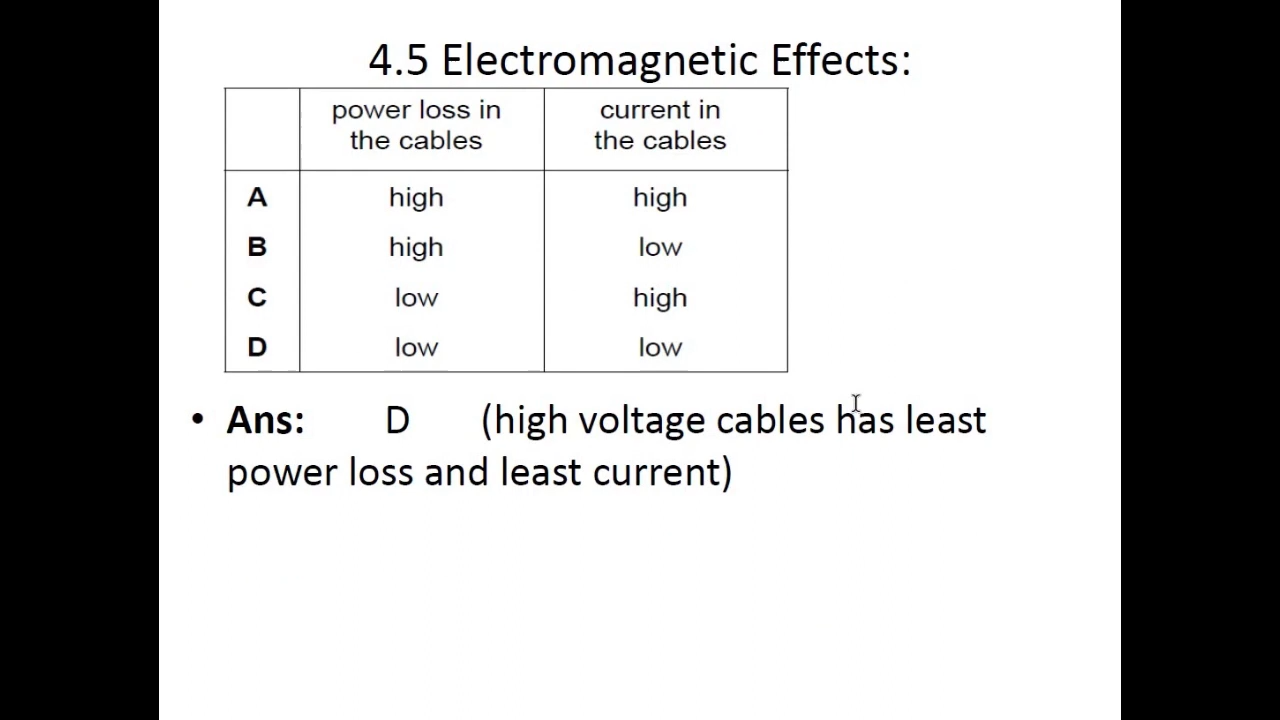 4.5 Electromagnetic Effects:
power loss in the cables current in the cables
A high high
B high low
C low high
D low low
• Ans: D (high voltage cables has least
power loss and least current)